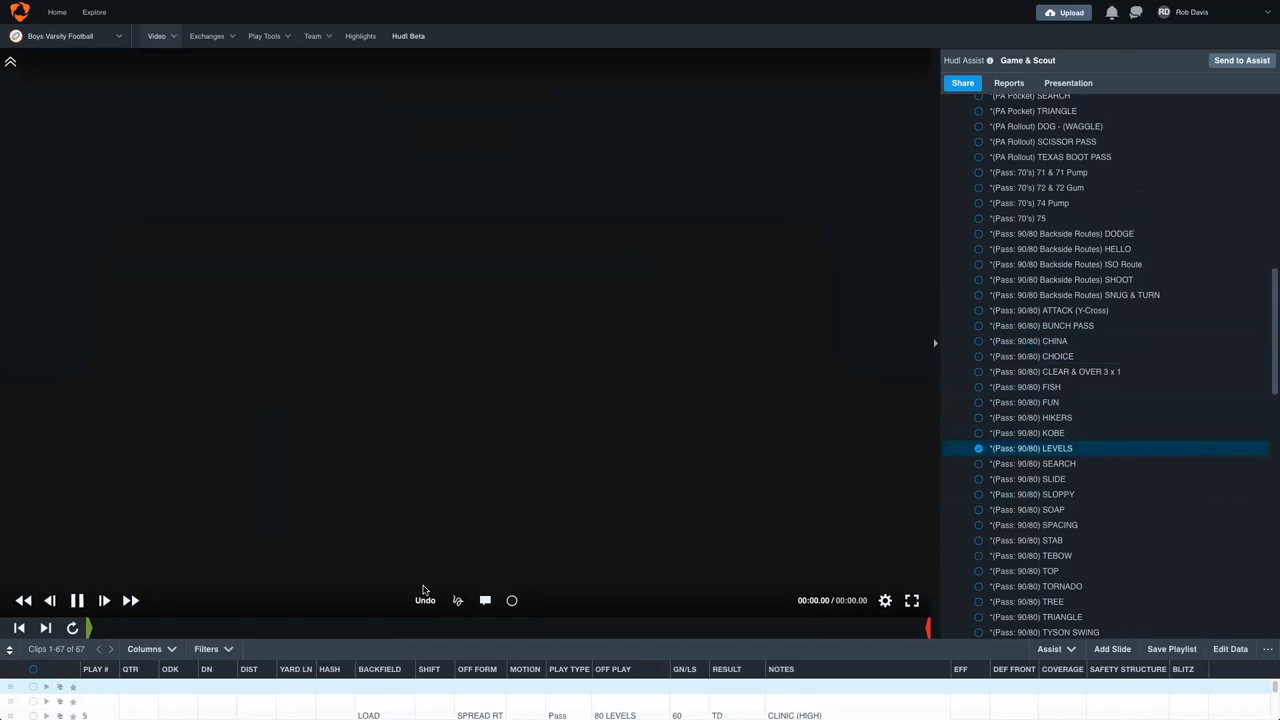 Home Explore Upload RD Rob Davis
Boys Varsity Football Video Exchanges Play Tools Team Highlights Hudl Beta
Hudl Assist Game & Scout Send to Assist
Share Reports Presentation
*(PA Pocket) SEARCH
*(PA Pocket) TRIANGLE
*(PA Rollout) DOG - (WAGGLE)
*(PA Rollout) SCISSOR PASS
*(PA Rollout) TEXAS BOOT PASS
*(Pass: 70's) 71 & 71 Pump
*(Pass: 70's) 72 & 72 Gum
*(Pass: 70's) 74 Pump
*(Pass: 70's) 75
*(Pass: 90/80 Backside Routes) DODGE
*(Pass: 90/80 Backside Routes) HELLO
*(Pass: 90/80 Backside Routes) ISO Route
*(Pass: 90/80 Backside Routes) SHOOT
*(Pass: 90/80 Backside Routes) SNUG & TURN
*(Pass: 90/80) ATTACK (Y-Cross)
*(Pass: 90/80) BUNCH PASS
*(Pass: 90/80) CHINA
*(Pass: 90/80) CHOICE
*(Pass: 90/80) CLEAR & OVER 3 x 1
*(Pass: 90/80) FISH
*(Pass: 90/80) FUN
*(Pass: 90/80) HIKERS
*(Pass: 90/80) KOBE
*(Pass: 90/80) LEVELS
*(Pass: 90/80) SEARCH
*(Pass: 90/80) SLIDE
*(Pass: 90/80) SLOPPY
*(Pass: 90/80) SOAP
*(Pass: 90/80) SPACING
*(Pass: 90/80) STAB
*(Pass: 90/80) TEBOW
*(Pass: 90/80) TOP
*(Pass: 90/80) TORNADO
*(Pass: 90/80) TREE
*(Pass: 90/80) TRIANGLE
*(Pass: 90/80) TYSON SWING
Undo 00:00.00 / 00:00.00
Clips 1-67 of 67 Columns Filters Assist Add Slide Save Playlist Edit Data
PLAY # QTR ODK DN DIST YARD LN HASH BACKFIELD SHIFT OFF FORM MOTION PLAY TYPE OFF PLAY GN/LS RESULT NOTES EFF DEF FRONT COVERAGE SAFETY STRUCTURE BLITZ
5 LOAD SPREAD RT Pass 80 LEVELS 60 TD CLINIC (HIGH)